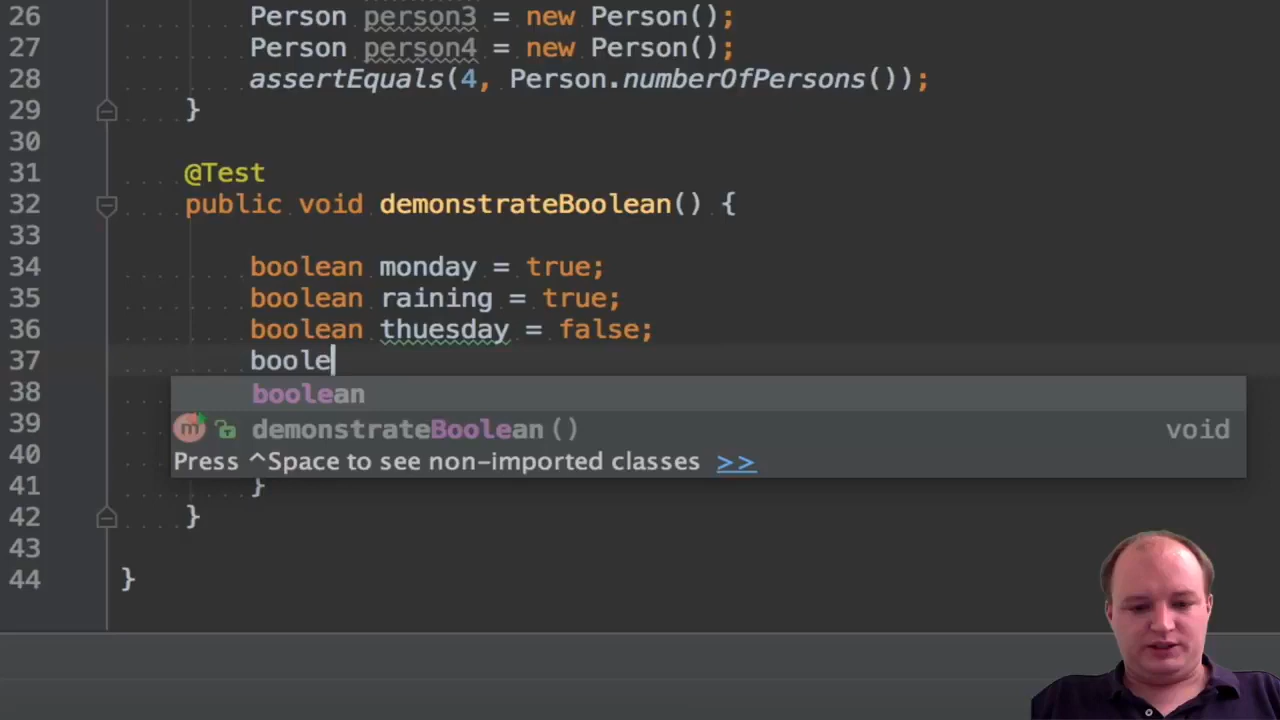 26 Person person3 = new Person();
27 Person person4 = new Person();
28 assertEquals(4, Person.numberOfPersons());
29 }
30
31 @Test
32 public void demonstrateBoolean() {
33
34 boolean monday = true;
35 boolean raining = true;
36 boolean thuesday = false;
37 boole
38 boolean
39 m demonstrateBoolean() void
40 Press ^Space to see non-imported classes >>
41 }
42 }
43
44 }